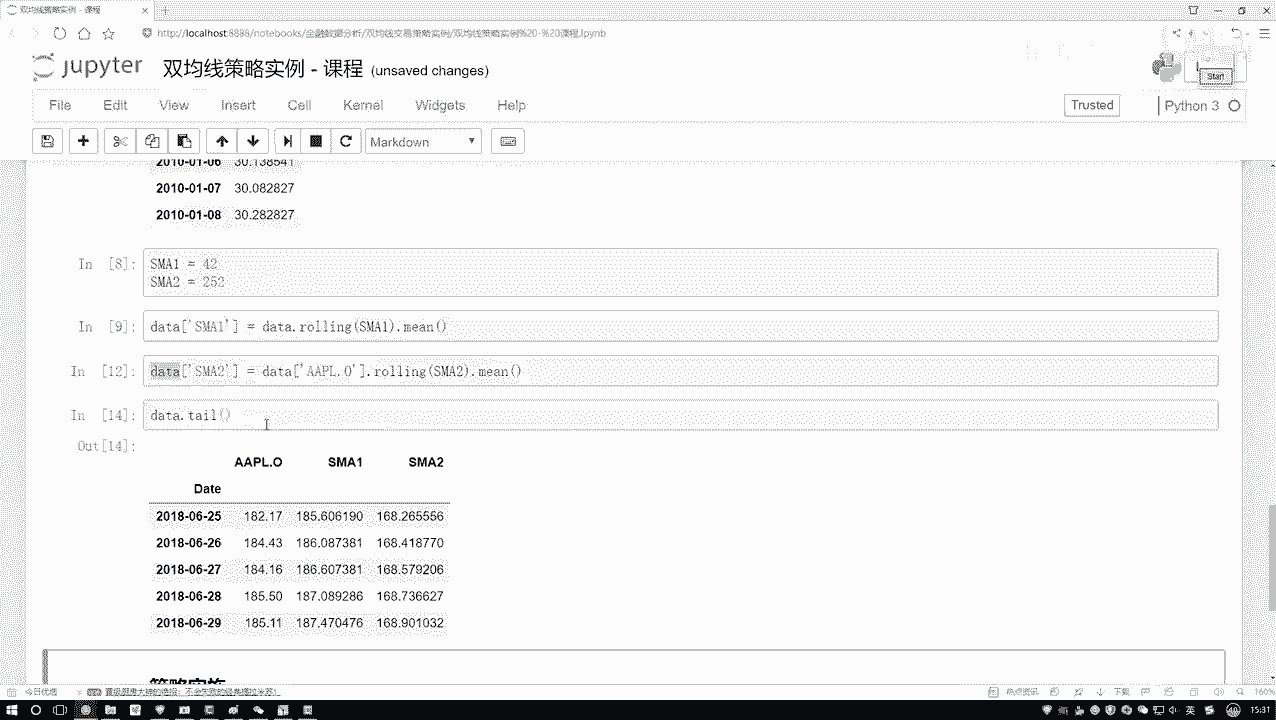 双均线策略实例 - 课程
http://localhost:8888/notebooks/金融数据分析/双均线交易策略实例/双均线策略实例%20-%20课程.ipynb
jupyter 双均线策略实例 - 课程 (unsaved changes)
Start
File Edit View Insert Cell Kernel Widgets Help
Trusted Python 3
Markdown
2010-01-06 30.138541
2010-01-07 30.082827
2010-01-08 30.282827
In [8]: SMA1 = 42
SMA2 = 252
In [9]: data['SMA1'] = data.rolling(SMA1).mean()
In [12]: data['SMA2'] = data['AAPL.O'].rolling(SMA2).mean()
In [14]: data.tail()
Out[14]:
AAPL.O SMA1 SMA2
Date
2018-06-25 182.17 185.606190 168.265556
2018-06-26 184.43 186.087381 168.418770
2018-06-27 184.16 186.607381 168.579206
2018-06-28 185.50 187.089286 168.736627
2018-06-29 185.11 187.470476 168.901032
策略实施
今日优选
热点资讯
下载
160%
英
15:31